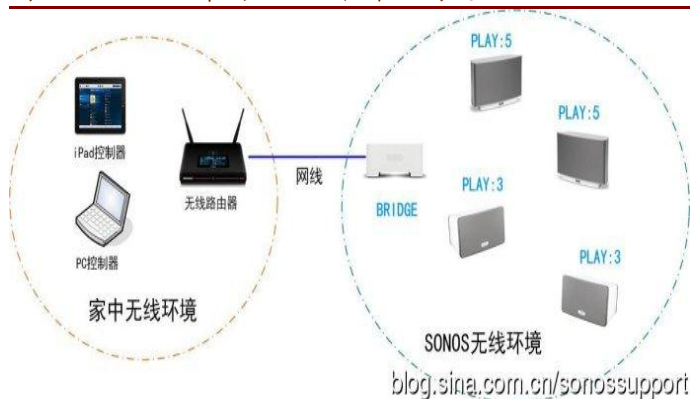 PLAY:5
PLAY:5
iPad控制器
网线
无线路由器
PLAY:3
BRIDGE
PC控制器
PLAY:3
家中无线环境
SONOS无线环境
blog.sina.com.cn/sonossupport